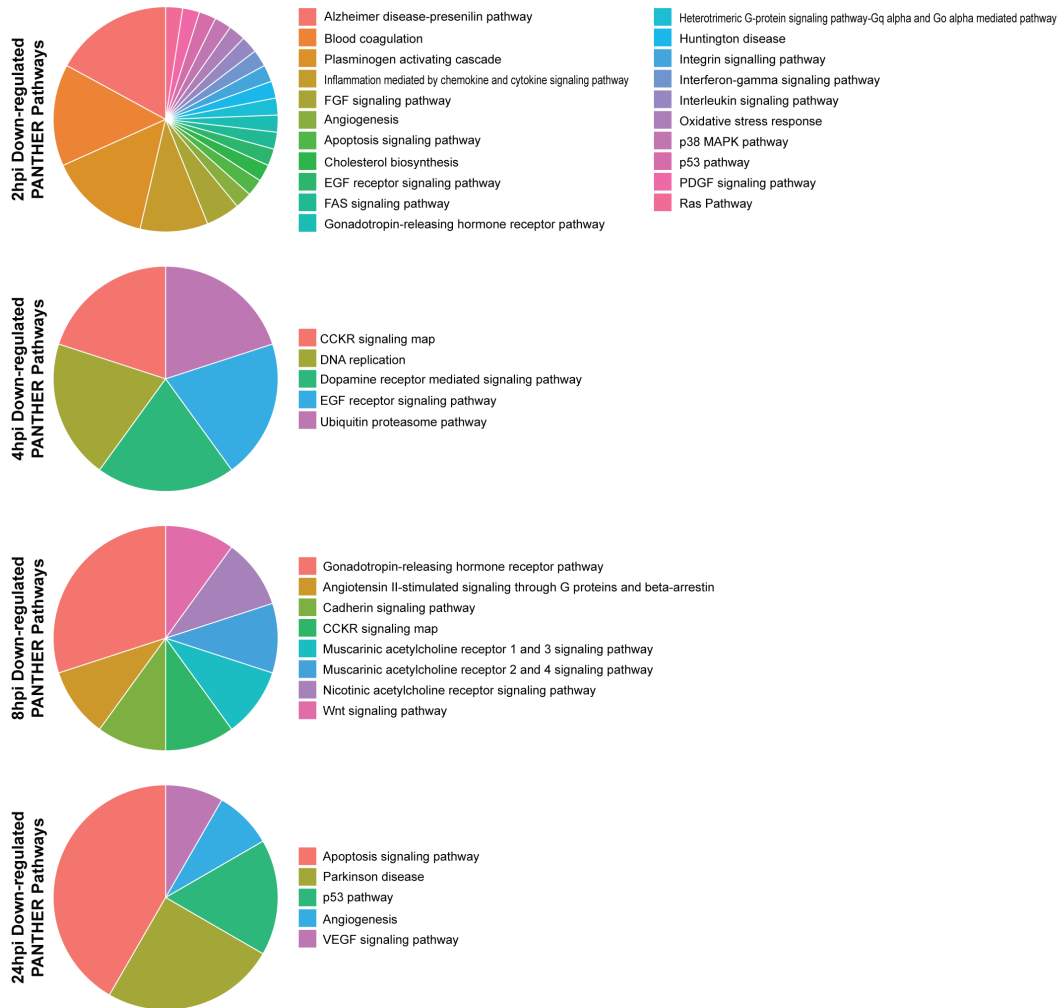 2hpi Down-regulated
PANTHER Pathways
Alzheimer disease-presenilin pathway
Blood coagulation
Plasminogen activating cascade
Inflammation mediated by chemokine and cytokine signaling pathway
FGF signaling pathway
Angiogenesis
Apoptosis signaling pathway
Cholesterol biosynthesis
EGF receptor signaling pathway
FAS signaling pathway
Gonadotropin-releasing hormone receptor pathway
Heterotrimeric G-protein signaling pathway-Gq alpha and Go alpha mediated pathway
Huntington disease
Integrin signalling pathway
Interferon-gamma signaling pathway
Interleukin signaling pathway
Oxidative stress response
p38 MAPK pathway
p53 pathway
PDGF signaling pathway
Ras Pathway
4hpi Down-regulated
PANTHER Pathways
CCKR signaling map
DNA replication
Dopamine receptor mediated signaling pathway
EGF receptor signaling pathway
Ubiquitin proteasome pathway
8hpi Down-regulated
PANTHER Pathways
Gonadotropin-releasing hormone receptor pathway
Angiotensin II-stimulated signaling through G proteins and beta-arrestin
Cadherin signaling pathway
CCKR signaling map
Muscarinic acetylcholine receptor 1 and 3 signaling pathway
Muscarinic acetylcholine receptor 2 and 4 signaling pathway
Nicotinic acetylcholine receptor signaling pathway
Wnt signaling pathway
24hpi Down-regulated
PANTHER Pathways
Apoptosis signaling pathway
Parkinson disease
p53 pathway
Angiogenesis
VEGF signaling pathway